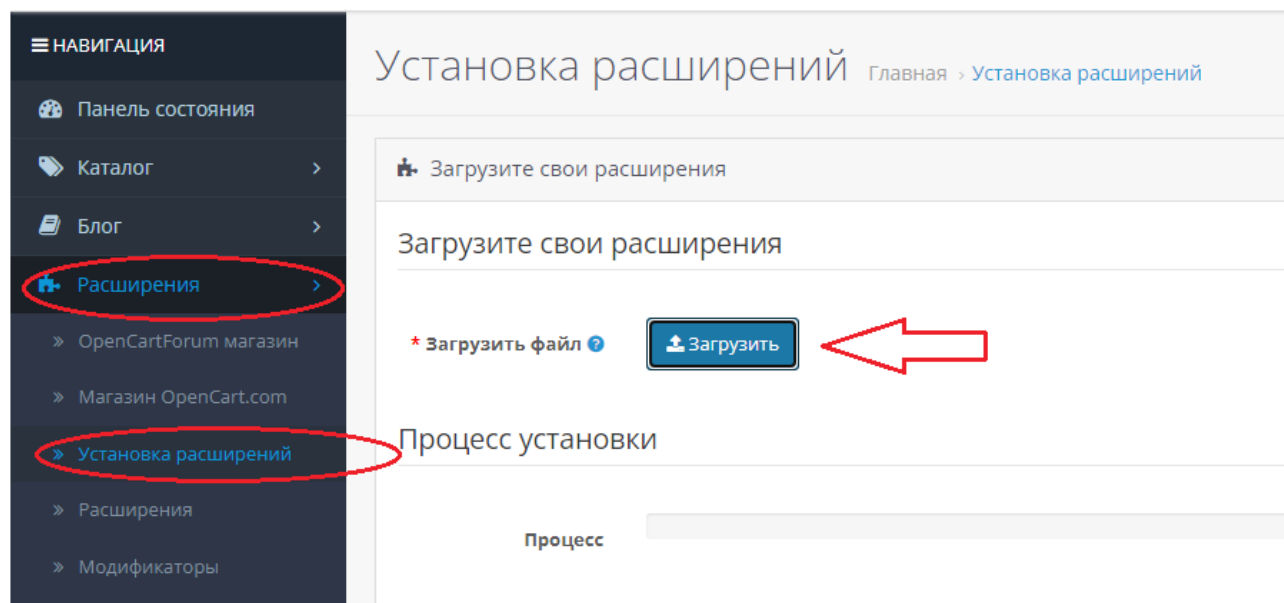 НАВИГАЦИЯ
Панель состояния
Каталог
Блог
Расширения
OpenCartForum магазин
Магазин OpenCart.com
Установка расширений
Расширения
Модификаторы
Установка расширений Главная › Установка расширений
Загрузите свои расширения
Загрузите свои расширения
* Загрузить файл ? Загрузить
Процесс установки
Процесс